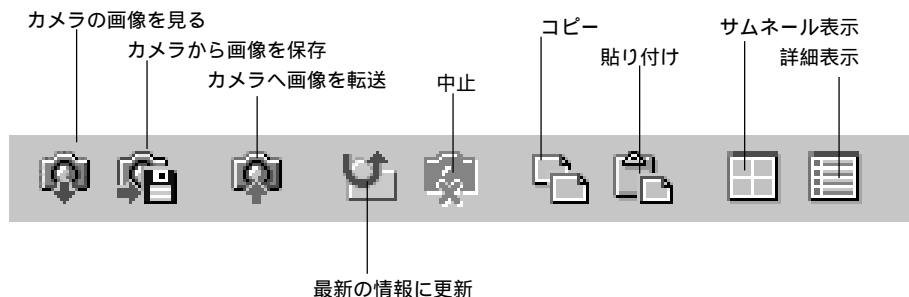 カメラの画像を見る
カメラから画像を保存
カメラへ画像を転送
中止
コピー
貼り付け
サムネール表示
詳細表示
最新の情報に更新